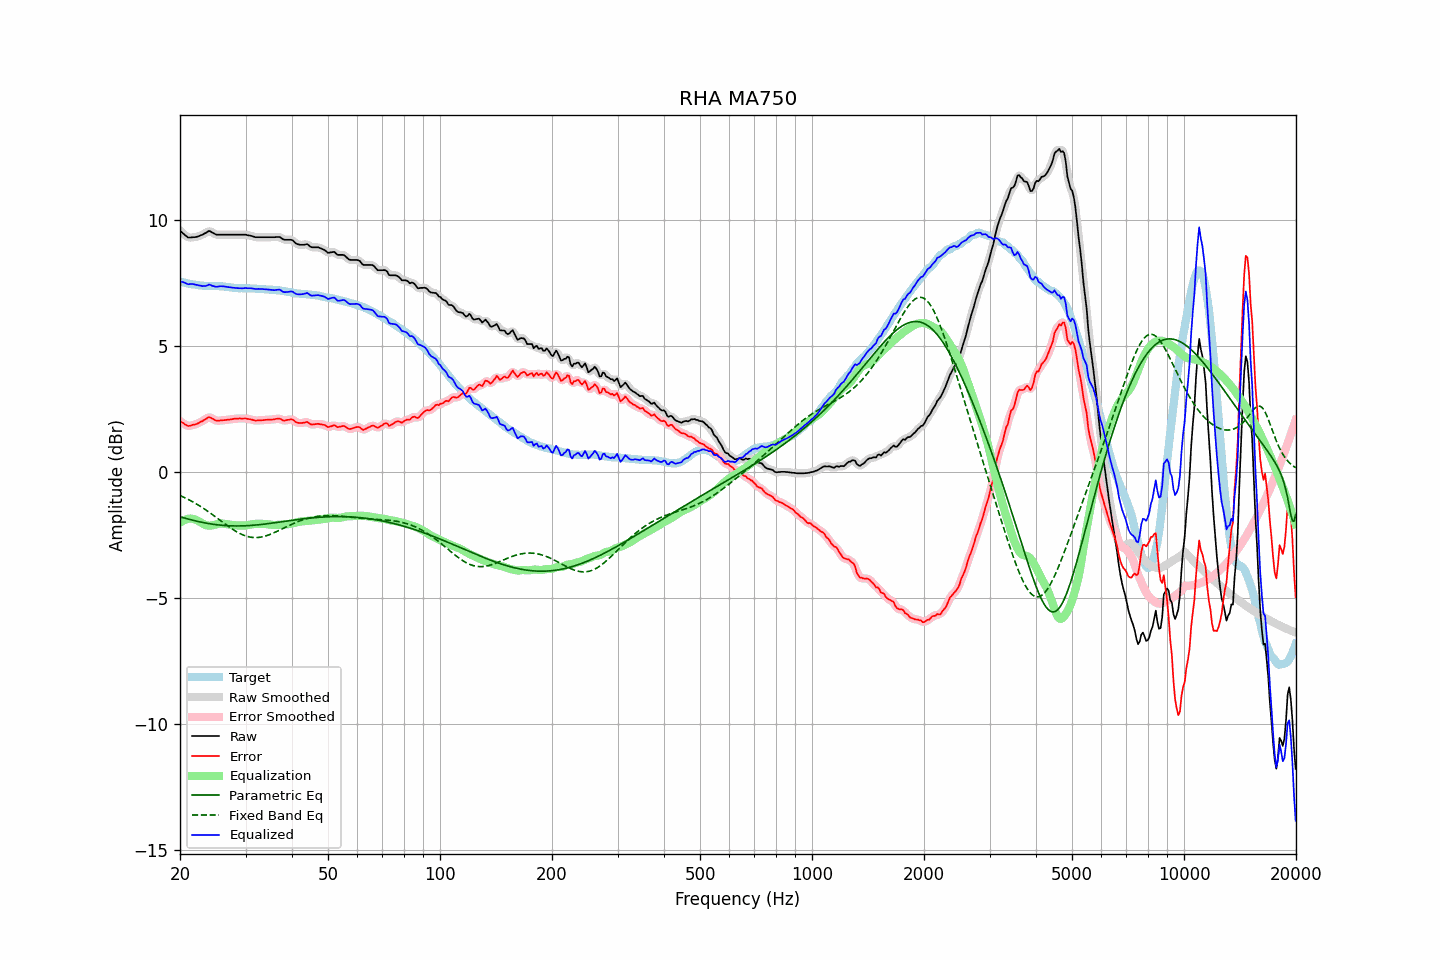 RHA MA750
Amplitude (dBr)
10
5
0
−5
−10
−15
Target
Raw Smoothed
Error Smoothed
Raw
Error
Equalization
Parametric Eq
Fixed Band Eq
Equalized
20 50 100 200 500 1000 2000 5000 10000 20000
Frequency (Hz)